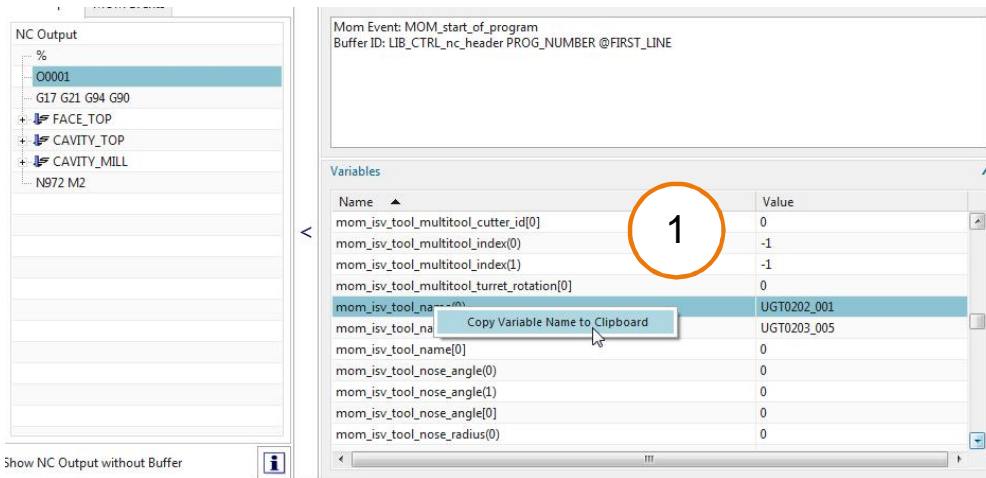 NC Output
%
O0001
G17 G21 G94 G90
FACE_TOP
CAVITY_TOP
CAVITY_MILL
N972 M2
Show NC Output without Buffer
i
<
Mom Event: MOM_start_of_program
Buffer ID: LIB_CTRL_nc_header PROG_NUMBER @FIRST_LINE
Variables
Name Value
mom_isv_tool_multitool_cutter_id[0] 0
mom_isv_tool_multitool_index(0) -1
mom_isv_tool_multitool_index(1) -1
mom_isv_tool_multitool_turret_rotation[0] 0
UGT0202_001
Copy Variable Name to Clipboard
UGT0203_005
mom_isv_tool_name[0] 0
mom_isv_tool_nose_angle(0) 0
mom_isv_tool_nose_angle(1) 0
mom_isv_tool_nose_angle[0] 0
mom_isv_tool_nose_radius(0) 0
1